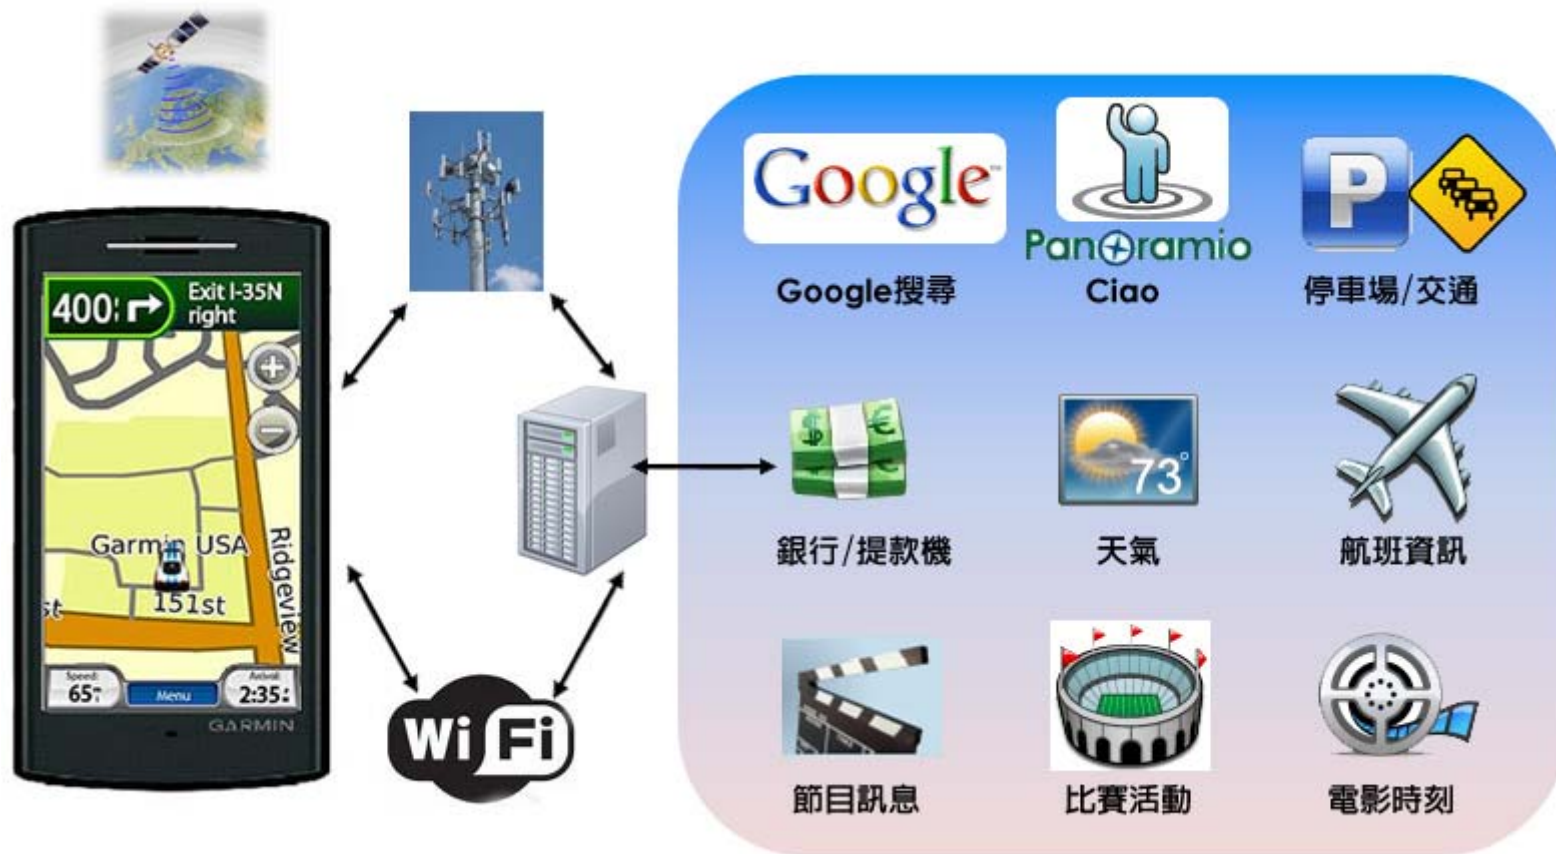 400ft
Exit I-35N
right
Garmin USA
151st
st
Ridgeview
Speed:
65
Menu
Arrival:
2:35
GARMIN
Wi Fi
Google™
Google搜尋
Panoramio
Ciao
P
停車場/交通
$
€
銀行/提款機
73°
天氣
航班資訊
節目訊息
比賽活動
電影時刻